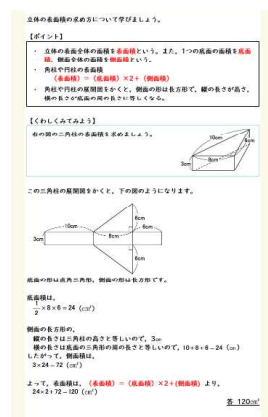 立体の表面積の求め方について学びましょう。
【ポイント】
・ 立体の表面全体の面積を表面積という。また、1つの底面の面積を底面
積、側面全体の面積を側面積という。
・ 角柱や円柱の表面積
(表面積)=(底面積)×2+(側面積)
・ 角柱や円柱の展開図をかくと、側面の形は長方形で、縦の長さが高さ、
横の長さが底面の周の長さに等しくなる。
【くわしくみてみよう】
右の図の三角柱の表面積を求めましょう。
10cm
6cm
8cm
3cm
この三角柱の展開図をかくと、下の図のようになります。
6cm
10cm
8cm
6cm
3cm
6cm
底面の形は直角三角形、側面の形は長方形です。
底面積は、
1/2×8×6=24 (cm²)
側面の長方形の、
縦の長さは三角柱の高さと等しいので、3cm
横の長さは底面の三角形の周の長さと等しいので、10+8+6=24 (cm)
したがって、側面積は、
3×24=72 (cm²)
よって、表面積は、(表面積)=(底面積)×2+(側面積) より、
24×2+72=120 (cm²)
答 120cm²